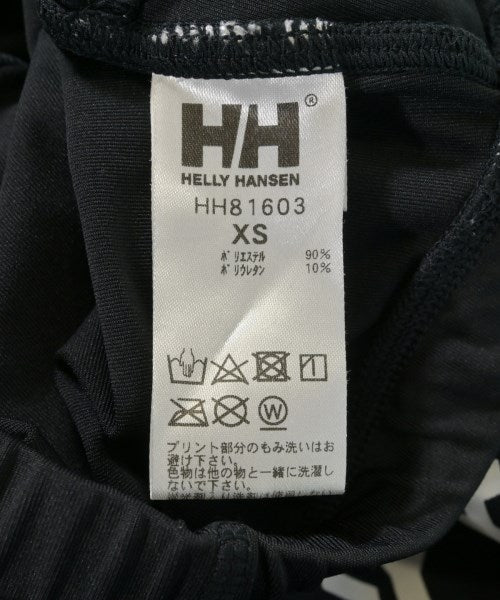 HH®
HELLY HANSEN
HH81603
XS
ポリエステル 90%
ポリウレタン 10%
W
プリント部分のもみ洗いはお
避け下さい。
色物は他の物と一緒に洗濯し
ないで下さい。